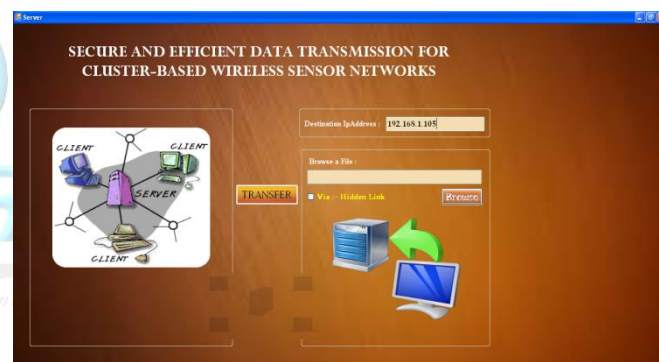 Server
SECURE AND EFFICIENT DATA TRANSMISSION FOR
CLUSTER-BASED WIRELESS SENSOR NETWORKS
Destination IpAddress : 192.168.1.105
CLIENT
CLIENT
SERVER
CLIENT
TRANSFER
Browse a File :
Via :- Hidden Link
Browse